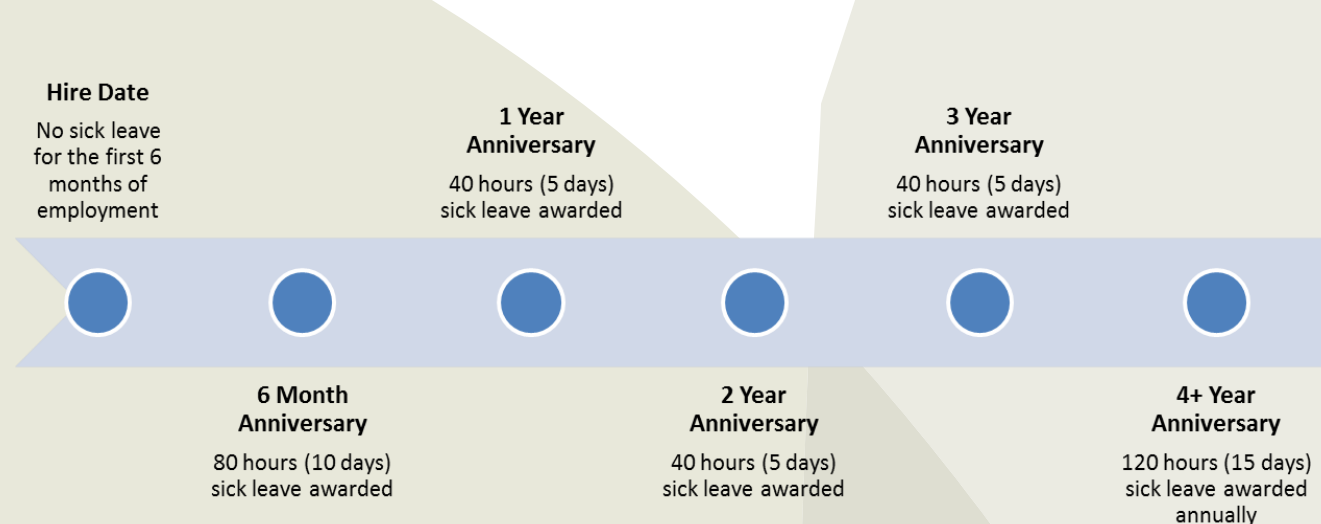 Hire Date
No sick leave
for the first 6
months of
employment
6 Month
Anniversary
80 hours (10 days)
sick leave awarded
1 Year
Anniversary
40 hours (5 days)
sick leave awarded
2 Year
Anniversary
40 hours (5 days)
sick leave awarded
3 Year
Anniversary
40 hours (5 days)
sick leave awarded
4+ Year
Anniversary
120 hours (15 days)
sick leave awarded
annually